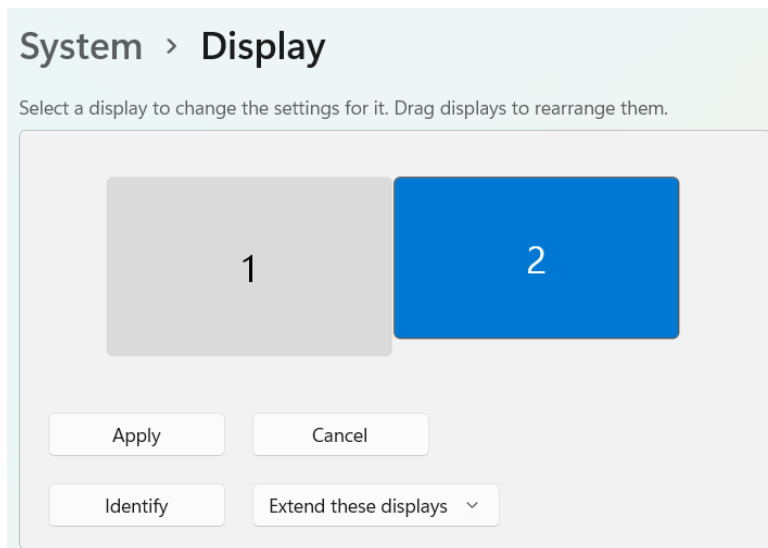 System > Display
Select a display to change the settings for it. Drag displays to rearrange them.
1
2
Apply Cancel
Identify Extend these displays